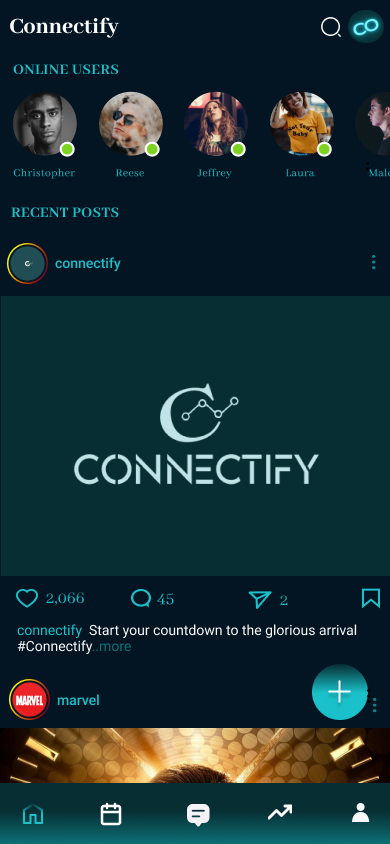 Connectify
CO
ONLINE USERS
Christopher
Reese
Jeffrey
Laura
RECENT POSTS
connectify
CONNECTIFY
2,066
45
2
connectify Start your countdown to the glorious arrival
#Connectify..more
MARVEL
marvel